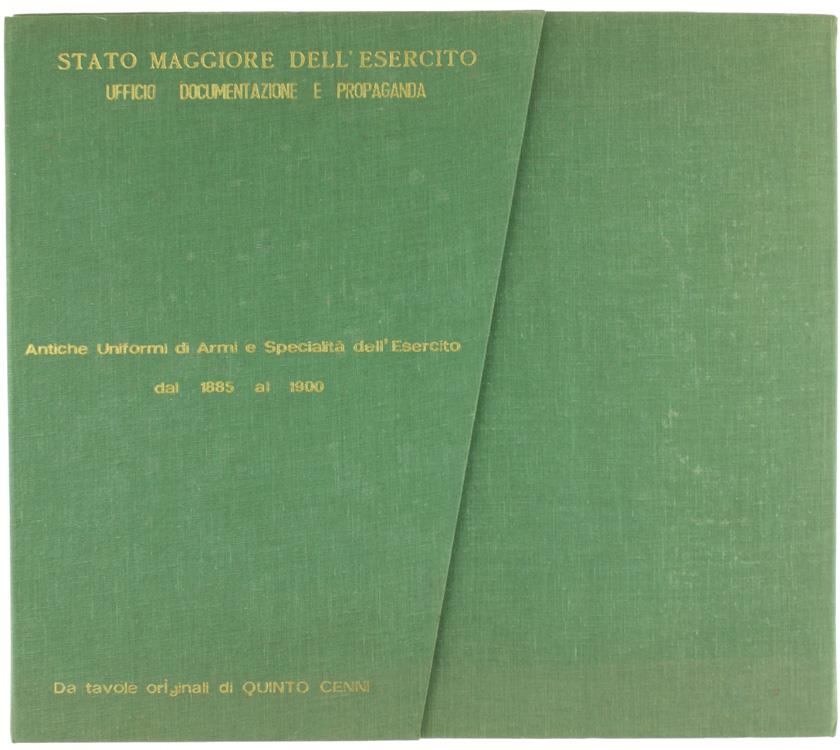 STATO MAGGIORE DELL'ESERCITO
UFFICIO DOCUMENTAZIONE E PROPAGANDA
Antiche Uniformi di Armi e Specialità dell'Esercito
dal 1885 al 1900
Da tavole originali di QUINTO CENNI